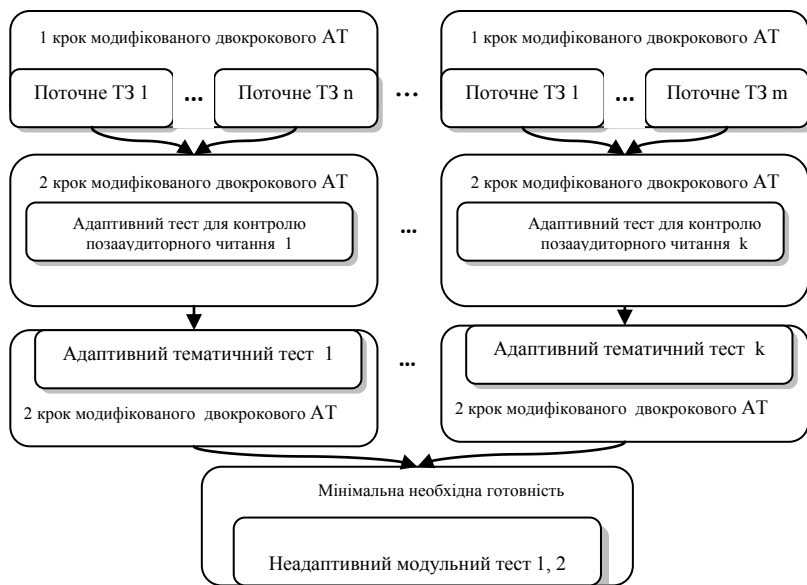 1 крок модифікованого двокрокового АТ
1 крок модифікованого двокрокового АТ
Поточне ТЗ 1
...
Поточне ТЗ n
...
Поточне ТЗ 1
...
Поточне ТЗ m
2 крок модифікованого двокрокового АТ
2 крок модифікованого двокрокового АТ
Адаптивний тест для контролю
позааудиторного читання 1
...
Адаптивний тест для контролю
позааудиторного читання k
Адаптивний тематичний тест 1
...
Адаптивний тематичний тест k
2 крок модифікованого двокрокового АТ
2 крок модифікованого двокрокового АТ
Мінімальна необхідна готовність
Неадаптивний модульний тест 1, 2